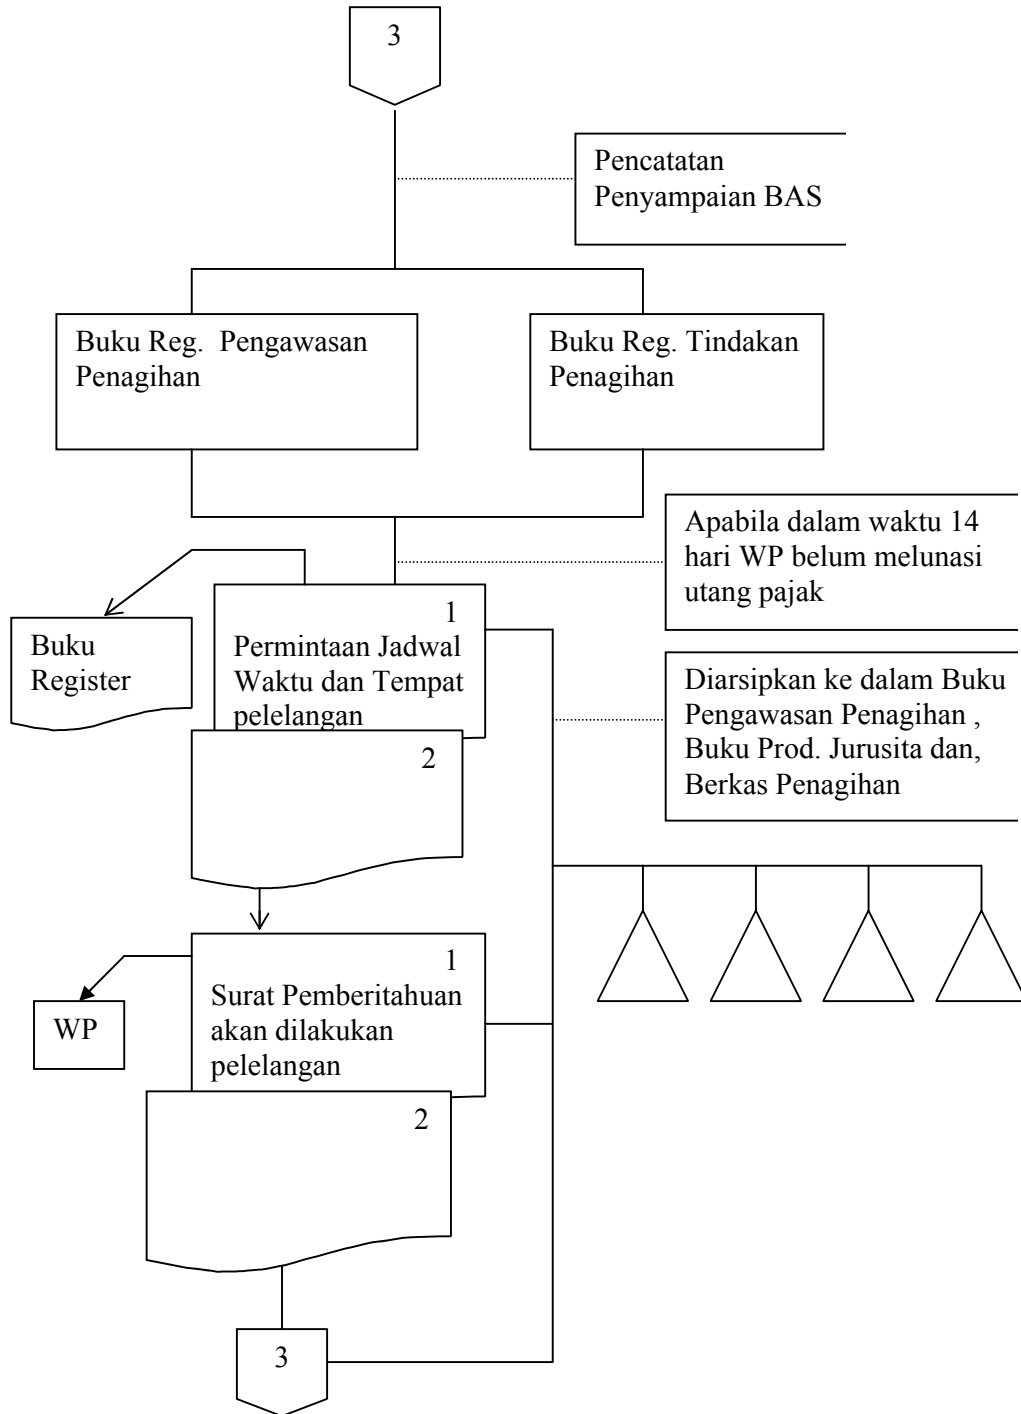 3
Pencatatan
Penyampaian BAS
Buku Reg.  Pengawasan
Penagihan
Buku Reg. Tindakan
Penagihan
Apabila dalam waktu 14
hari WP belum melunasi
utang pajak
1
Permintaan Jadwal
Waktu dan Tempat
pelelangan
Buku
Register
Diarsipkan ke dalam Buku
Pengawasan Penagihan ,
Buku Prod. Jurusita dan,
Berkas Penagihan
2
1
Surat Pemberitahuan
akan dilakukan
pelelangan
WP
2
3